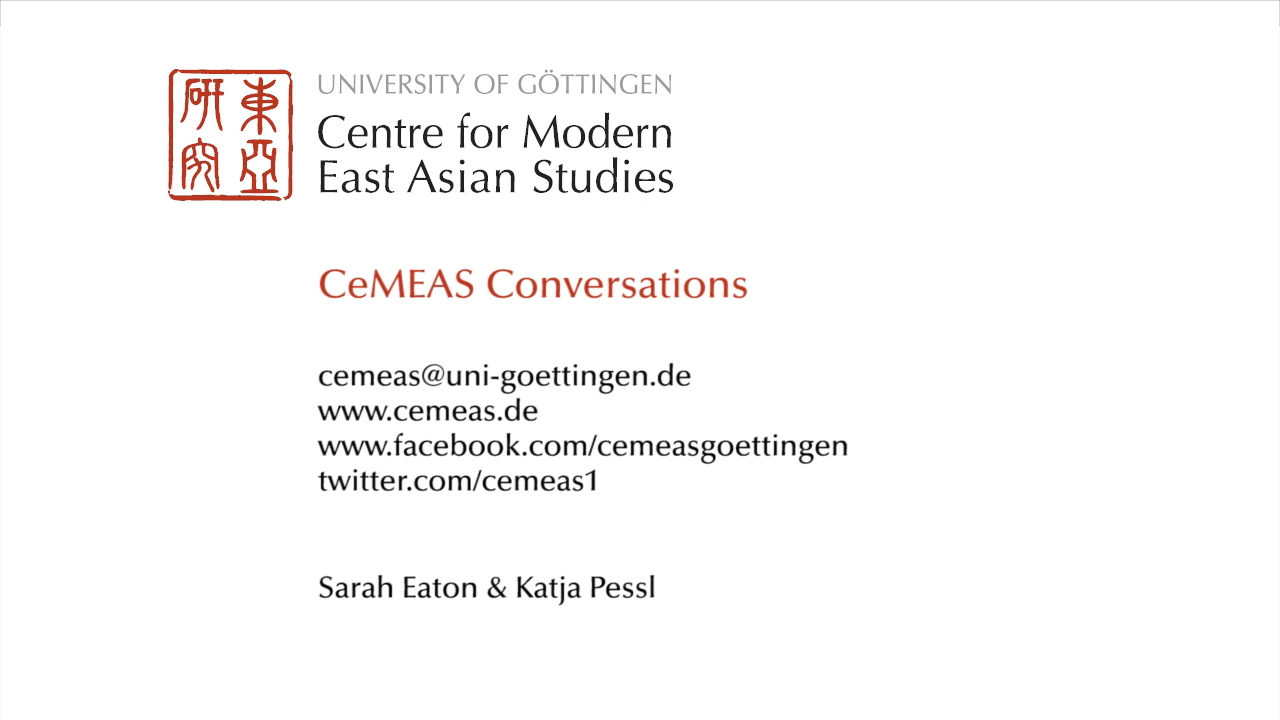 東亞
研究
UNIVERSITY OF GÖTTINGEN
Centre for Modern
East Asian Studies
CeMEAS Conversations
cemeas@uni-goettingen.de
www.cemeas.de
www.facebook.com/cemeasgoettingen
twitter.com/cemeas1
Sarah Eaton & Katja Pessl